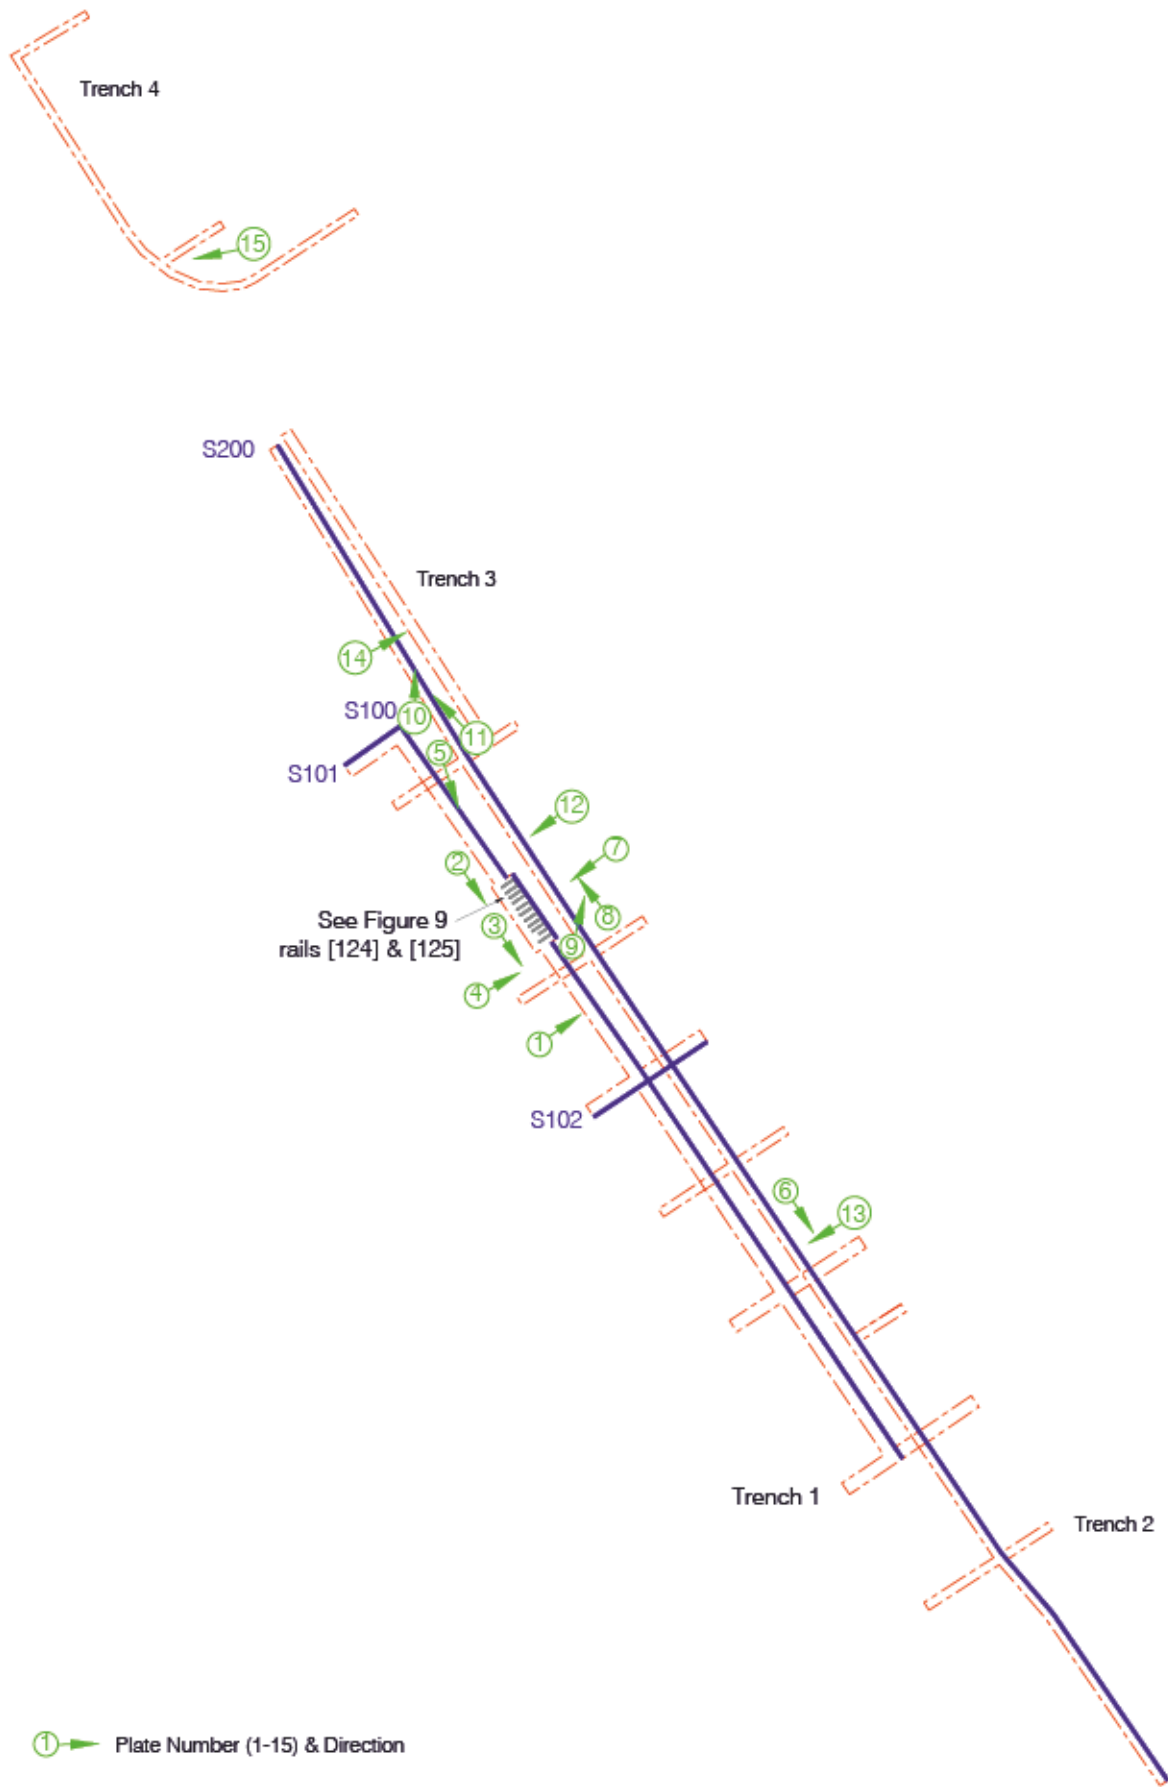 Trench 4
15
S200
Trench 3
14
S100
10
11
5
S101
12
7
2
8
See Figure 9
rails [124] & [125]
3
9
4
1
S102
6
13
Trench 1
Trench 2
1 Plate Number (1-15) & Direction